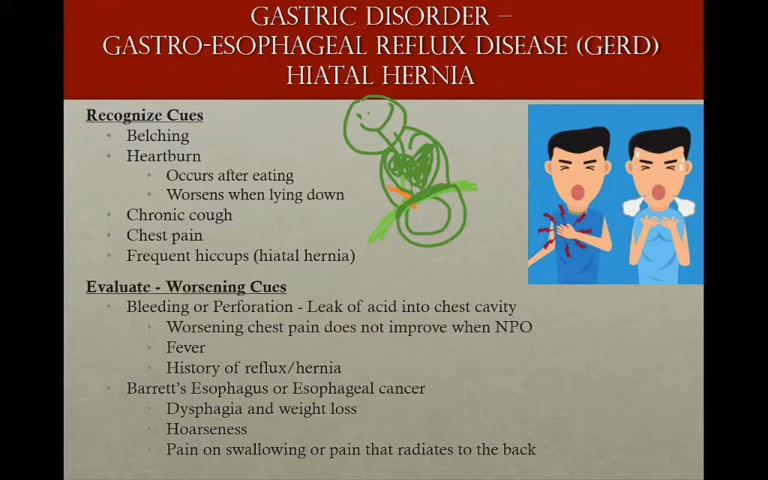 GASTRIC DISORDER –
GASTRO-ESOPHAGEAL REFLUX DISEASE (GERD)
HIATAL HERNIA
Recognize Cues
• Belching
• Heartburn
• Occurs after eating
• Worsens when lying down
• Chronic cough
• Chest pain
• Frequent hiccups (hiatal hernia)
Evaluate - Worsening Cues
• Bleeding or Perforation - Leak of acid into chest cavity
• Worsening chest pain does not improve when NPO
• Fever
• History of reflux/hernia
• Barrett's Esophagus or Esophageal cancer
• Dysphagia and weight loss
• Hoarseness
• Pain on swallowing or pain that radiates to the back